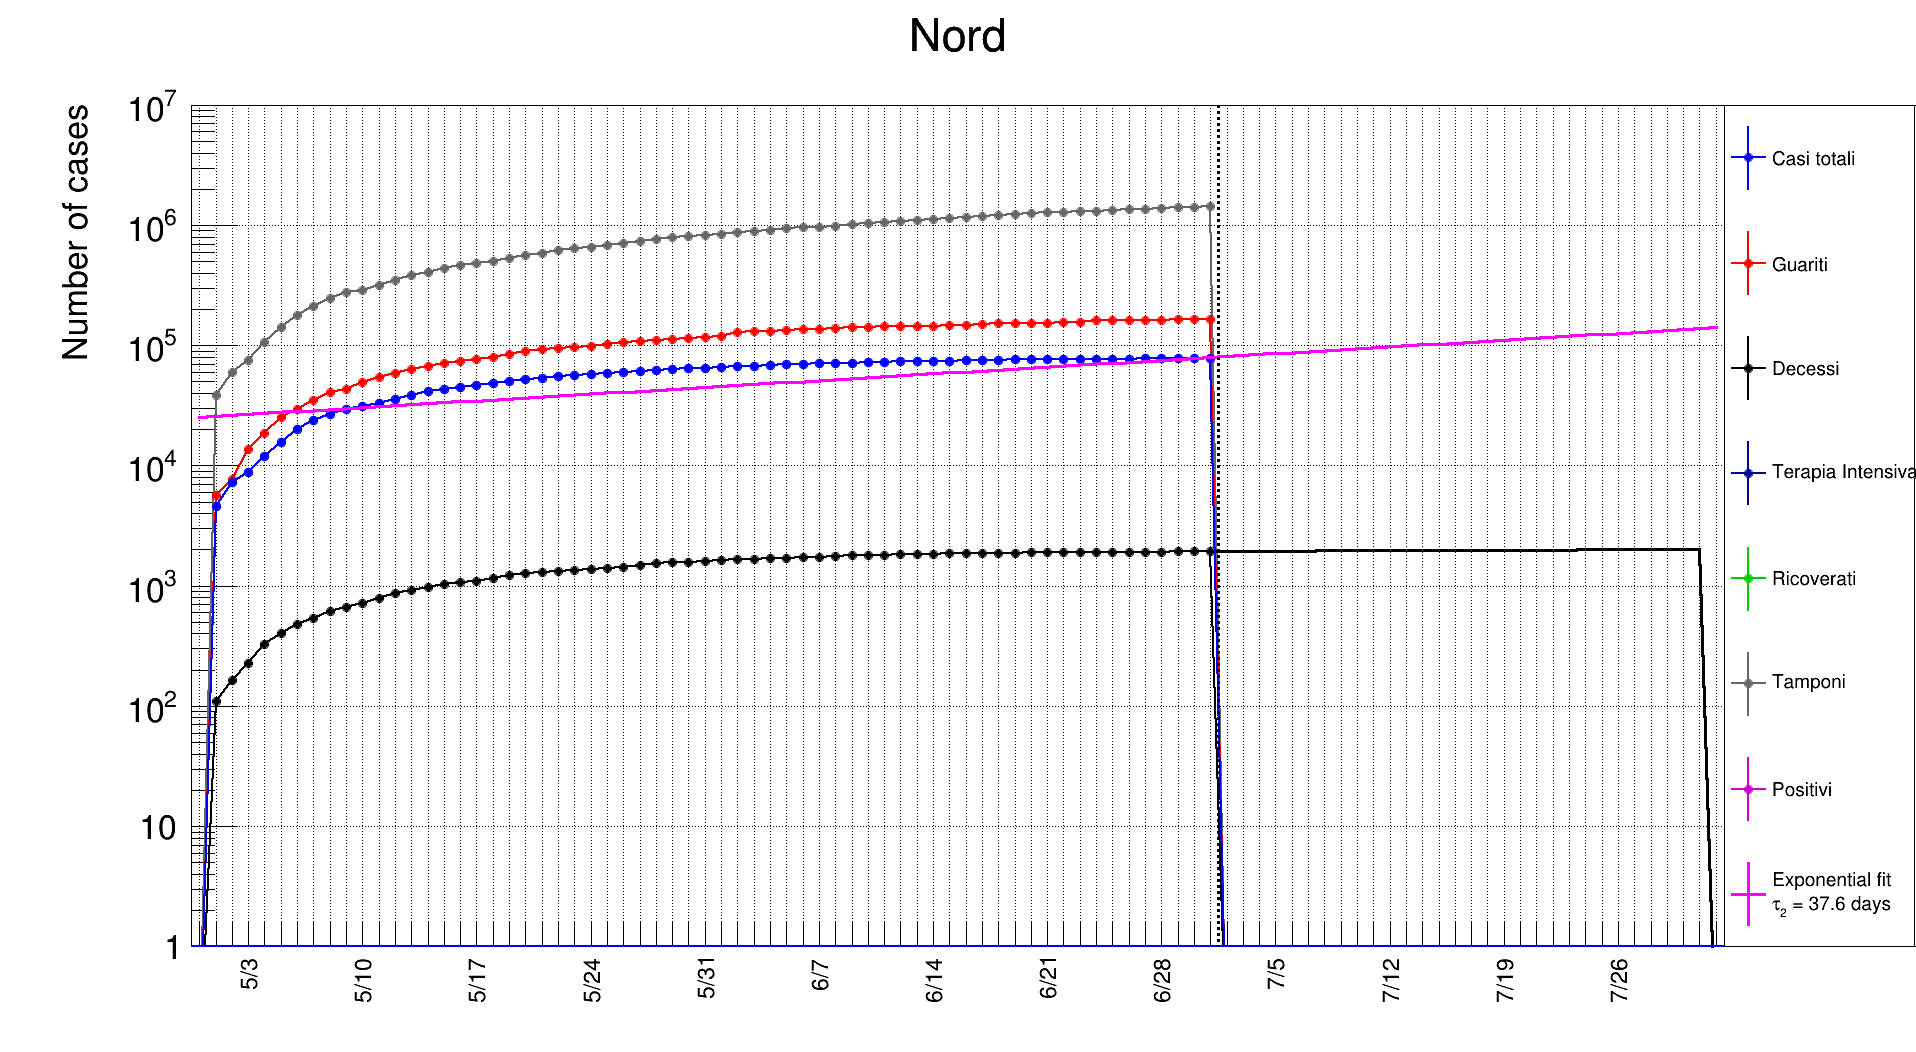 Nord
Number of cases
10^7
10^6
10^5
10^4
10^3
10^2
10
1
5/3
5/10
5/17
5/24
5/31
6/7
6/14
6/21
6/28
7/5
7/12
7/19
7/26
Casi totali
Guariti
Decessi
Terapia Intensiva
Ricoverati
Tamponi
Positivi
Exponential fit
τ₂ = 37.6 days